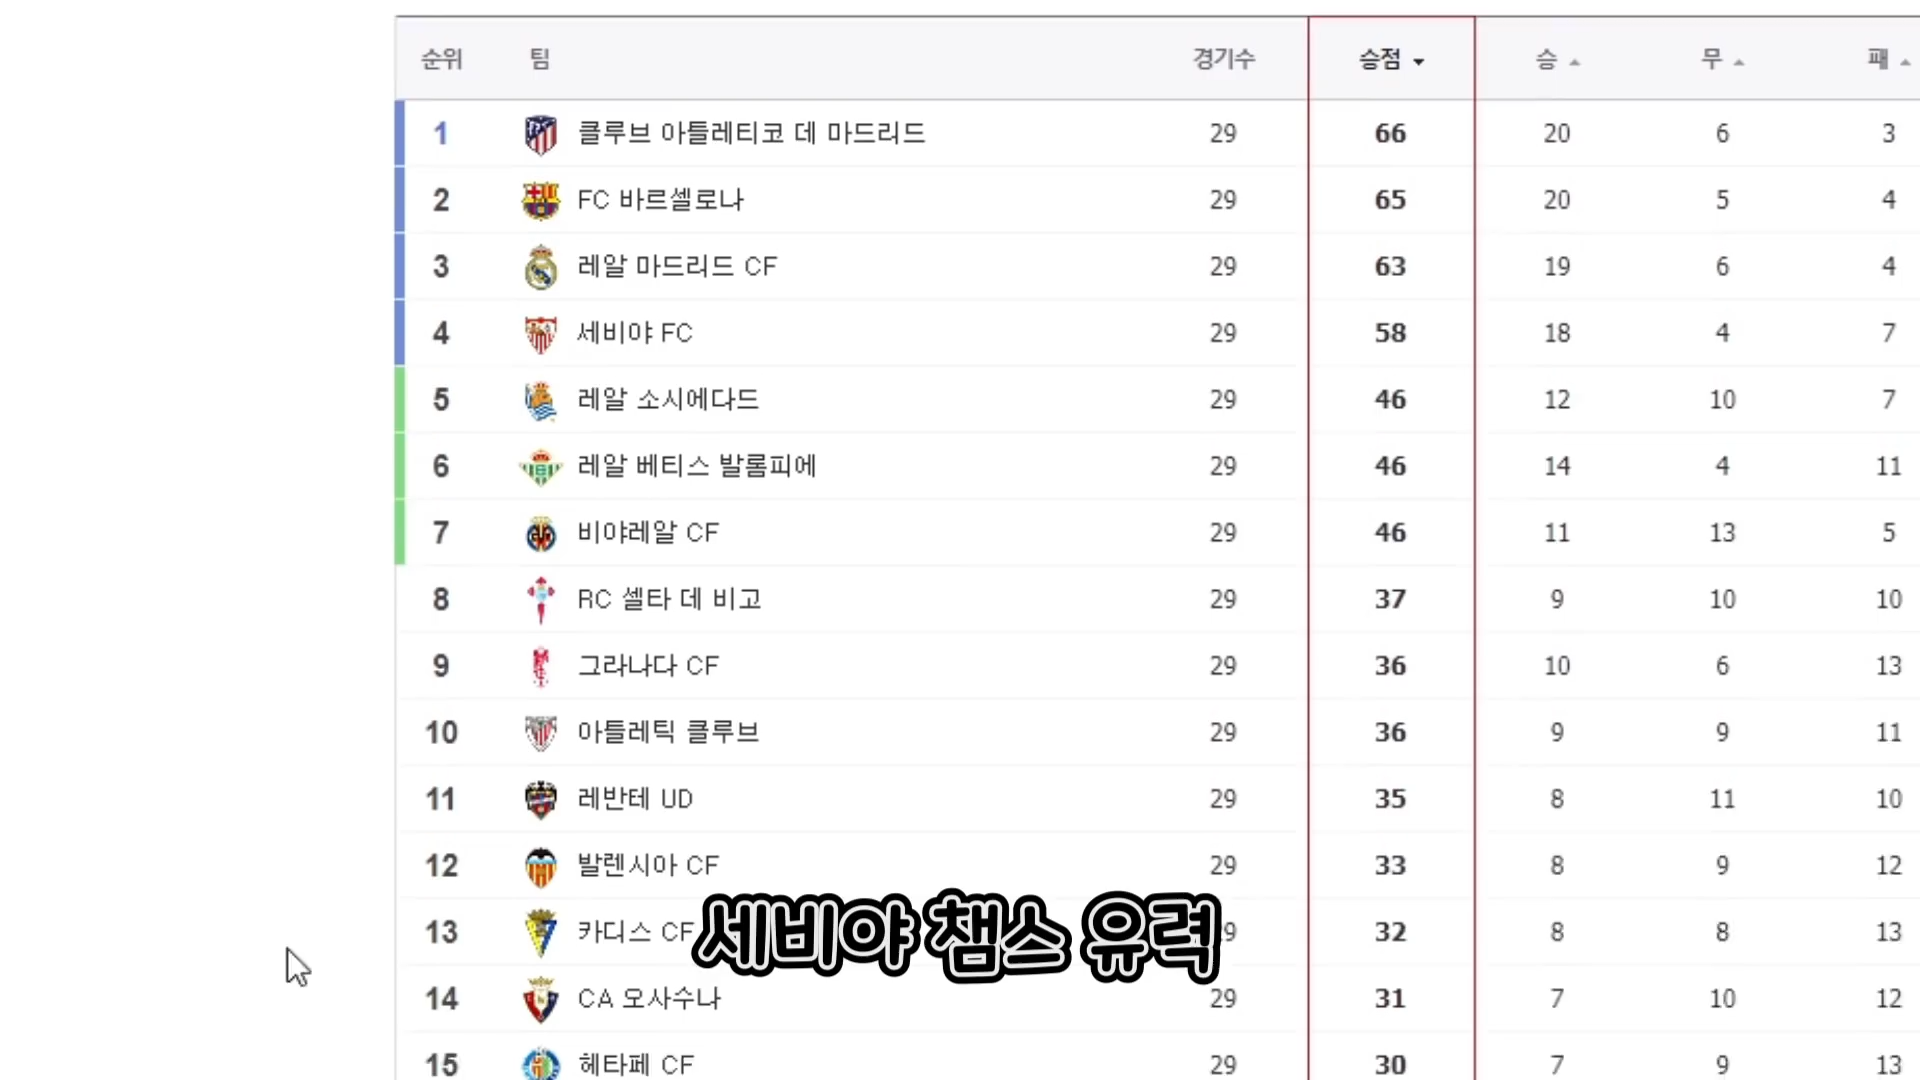 순위 팀 경기수 승점 승 무 패
1 클루브 아틀레티코 데 마드리드 29 66 20 6 3
2 FC 바르셀로나 29 65 20 5 4
3 레알 마드리드 CF 29 63 19 6 4
4 세비야 FC 29 58 18 4 7
5 레알 소시에다드 29 46 12 10 7
6 레알 베티스 발롬피에 29 46 14 4 11
7 비야레알 CF 29 46 11 13 5
8 RC 셀타 데 비고 29 37 9 10 10
9 그라나다 CF 29 36 10 6 13
10 아틀레틱 클루브 29 36 9 9 11
11 레반테 UD 29 35 8 11 10
12 발렌시아 CF 29 33 8 9 12
13 카디스 CF 9 32 8 8 13
세비야 챔스 유력
14 CA 오사수나 29 31 7 10 12
15 헤타페 CF 29 30 7 9 13